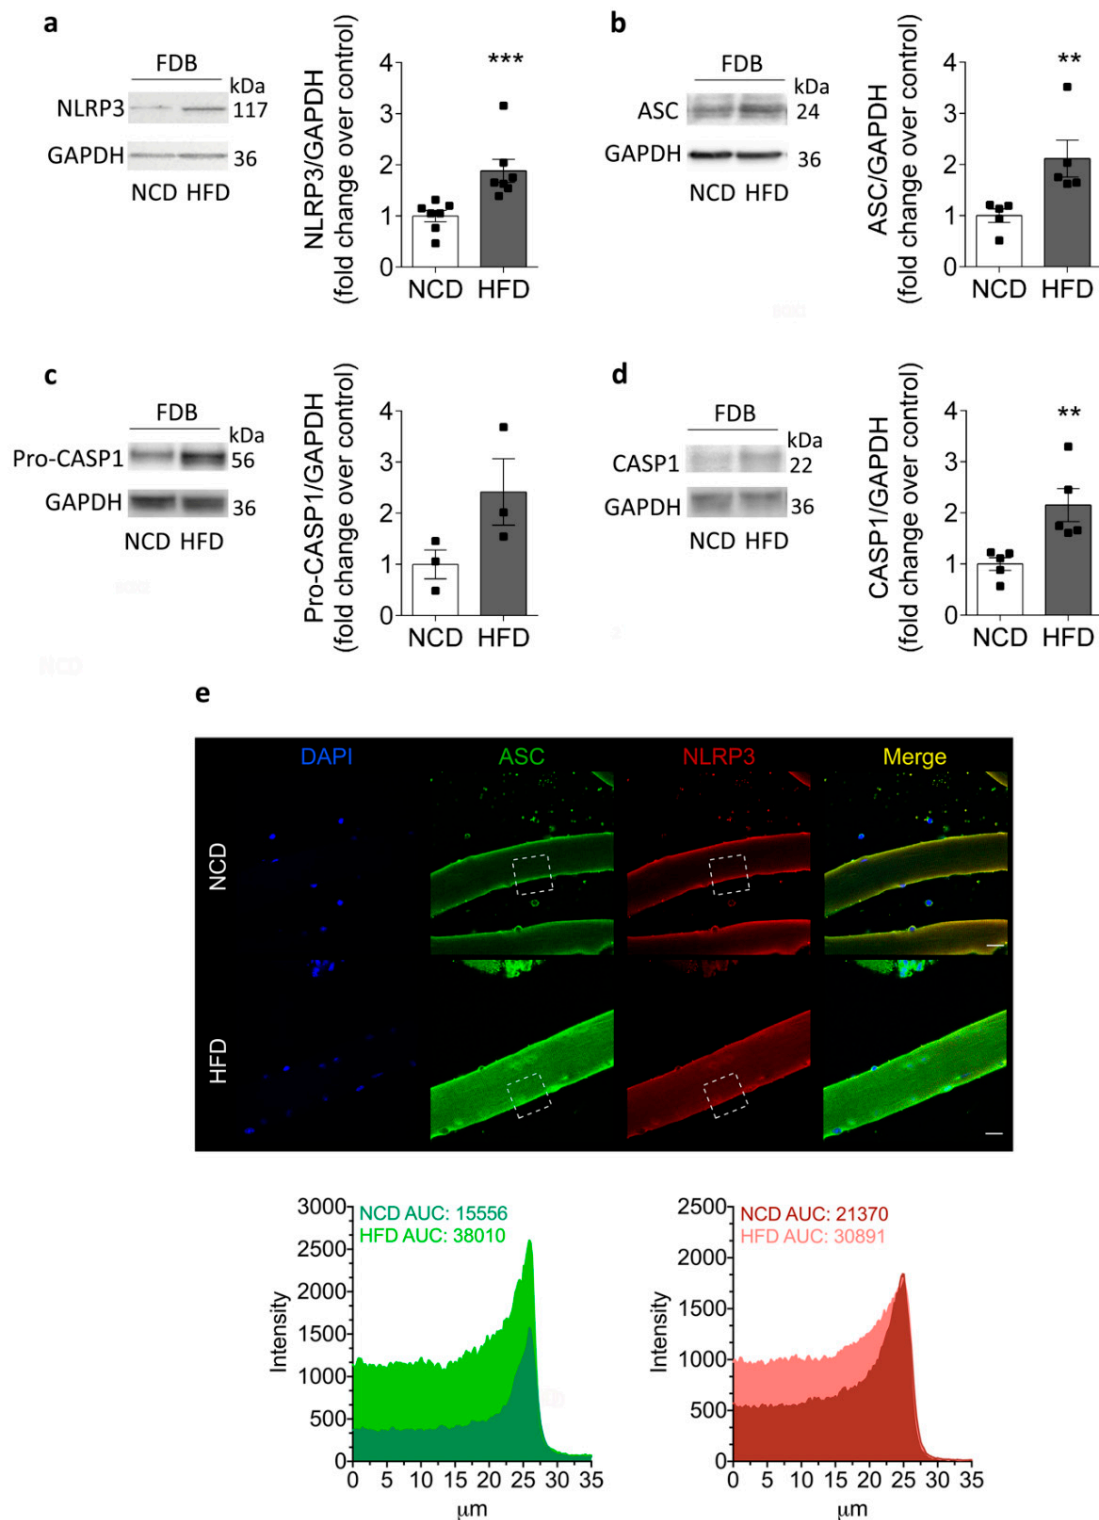 a
FDB
kDa
NLRP3
117
GAPDH
36
NCD HFD
NLRP3/GAPDH
(fold change over control)
4
3
2
1
0
***
NCD HFD
b
FDB
kDa
ASC
24
GAPDH
36
NCD HFD
ASC/GAPDH
(fold change over control)
4
3
2
1
0
**
NCD HFD
c
FDB
kDa
Pro-CASP1
56
GAPDH
36
NCD HFD
Pro-CASP1/GAPDH
(fold change over control)
4
3
2
1
0
NCD HFD
d
FDB
kDa
CASP1
22
GAPDH
36
NCD HFD
CASP1/GAPDH
(fold change over control)
4
3
2
1
0
**
NCD HFD
NCD
e
DAPI ASC NLRP3 Merge
NCD
HFD
NCD AUC: 15556
HFD AUC: 38010
Intensity
3000
2500
2000
1500
1000
500
0
0 5 10 15 20 25 30 35
μm
NCD AUC: 21370
HFD AUC: 30891
Intensity
2500
2000
1500
1000
500
0
0 5 10 15 20 25 30 35
μm